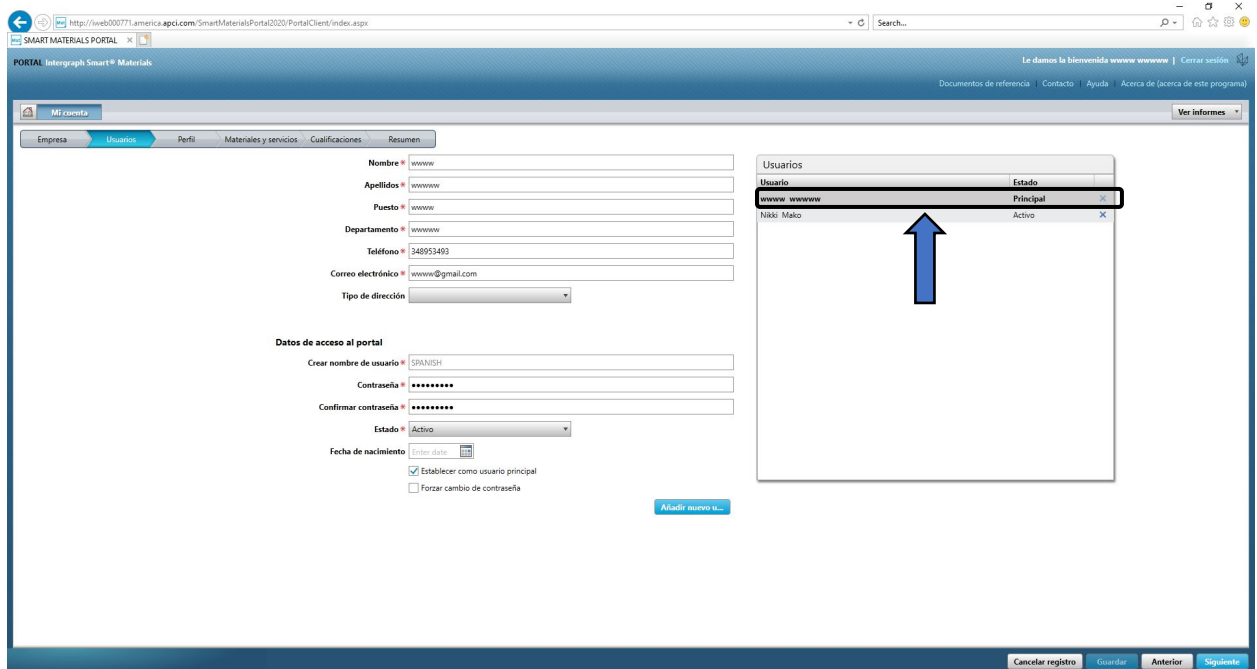 http://iweb000771.america.apci.com/SmartMaterialsPortal2020/PortalClient/index.aspx
Search...
SMART MATERIALS PORTAL
PORTAL Intergraph Smart® Materials
Le damos la bienvenida wwww wwwww | Cerrar sesión
Documentos de referencia | Contacto | Ayuda | Acerca de (acerca de este programa)
Mi cuenta
Ver informes
Empresa Usuarios Perfil Materiales y servicios Cualificaciones Resumen
Nombre * wwww
Apellidos * wwwww
Puesto * wwww
Departamento * wwwww
Teléfono * 348953493
Correo electrónico * wwww@gmail.com
Tipo de dirección
Datos de acceso al portal
Crear nombre de usuario * SPANISH
Contraseña * •••••••••
Confirmar contraseña * •••••••••
Estado * Activo
Fecha de nacimiento Enter date
Establecer como usuario principal
Forzar cambio de contraseña
Añadir nuevo u...
Usuarios
Usuario Estado
wwww wwwww Principal
Nikki Mako Activo
Cancelar registro Guardar Anterior Siguiente